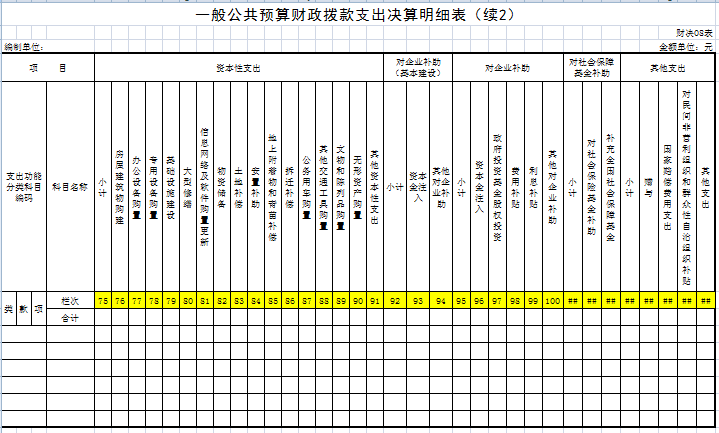 一般公共预算财政拨款支出决算明细表（续2）
财决08表
编制单位：
金额单位：元
项 目
资本性支出
对企业补助（基本建设）
对企业补助
对社会保障基金补助
其他支出
支出功能分类科目编码
科目名称
小计
房屋建筑物购建
办公设备购置
专用设备购置
基础设施建设
大型修缮
信息网络及软件购置更新
物资储备
土地补偿
安置补助
地上附着物和青苗补偿
拆迁补偿
公务用车购置
其他交通工具购置
文物和陈列品购置
无形资产购置
其他资本性支出
小计
资本金注入
其他对企业补助
小计
资本金注入
政府投资基金股权投资
费用补贴
利息补贴
其他对企业补助
小计
对社会保险基金补助
补充全国社会保障基金
小计
赠与
国家赔偿费用支出
对民间非营利组织和群众性自治组织补贴
其他支出
类 款 项
栏次 75 76 77 78 79 80 81 82 83 84 85 86 87 88 89 90 91 92 93 94 95 96 97 98 99 100 ## ## ## ## ## ## ## ##
合计